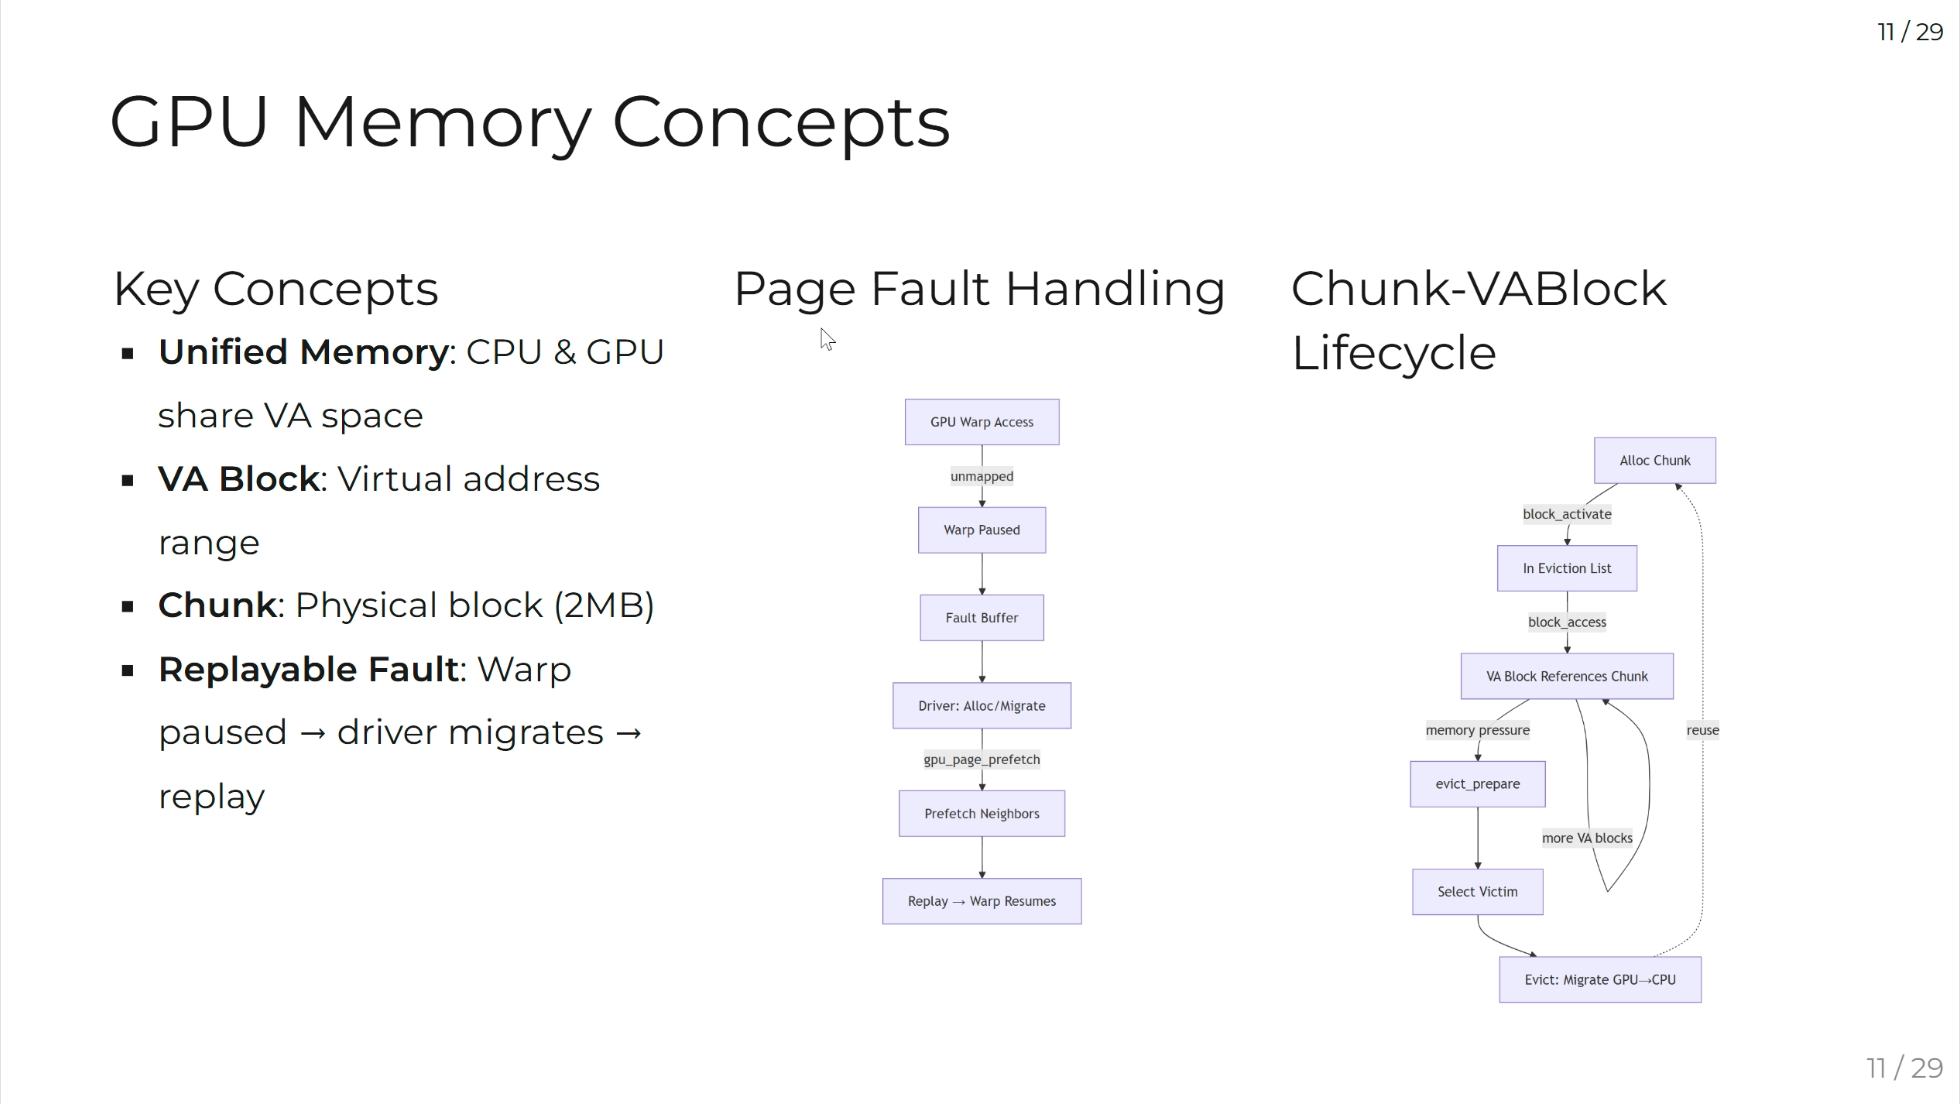 11 / 29
GPU Memory Concepts
Key Concepts
▪ Unified Memory: CPU & GPU
share VA space
▪ VA Block: Virtual address
range
▪ Chunk: Physical block (2MB)
▪ Replayable Fault: Warp
paused → driver migrates →
replay
Page Fault Handling
GPU Warp Access
unmapped
Warp Paused
Fault Buffer
Driver: Alloc/Migrate
gpu_page_prefetch
Prefetch Neighbors
Replay → Warp Resumes
Chunk-VABlock
Lifecycle
Alloc Chunk
block_activate
In Eviction List
block_access
VA Block References Chunk
memory pressure
reuse
evict_prepare
more VA blocks
Select Victim
Evict: Migrate GPU→CPU
11 / 29